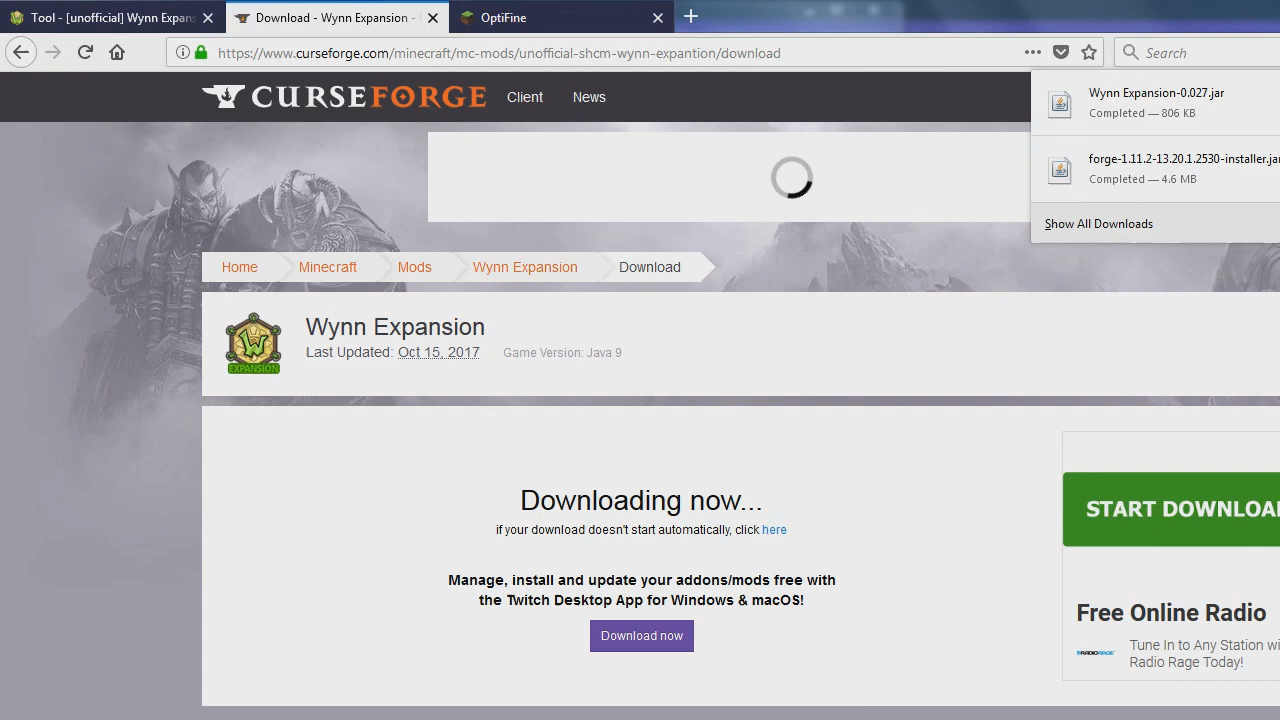 Tool - [unofficial] Wynn Expans
Download - Wynn Expansion -
OptiFine
https://www.curseforge.com/minecraft/mc-mods/unofficial-shcm-wynn-expantion/download
Search
CURSEFORGE
Client
News
Wynn Expansion-0.027.jar
Completed — 806 KB
forge-1.11.2-13.20.1.2530-installer.jar
Completed — 4.6 MB
Show All Downloads
Home
Minecraft
Mods
Wynn Expansion
Download
W
EXPANSION
Wynn Expansion
Last Updated: Oct 15, 2017
Game Version: Java 9
Downloading now...
if your download doesn't start automatically, click here
Manage, install and update your addons/mods free with
the Twitch Desktop App for Windows & macOS!
Download now
START DOWNLOA
Free Online Radio
RADIORAGE
Tune In to Any Station wi
Radio Rage Today!